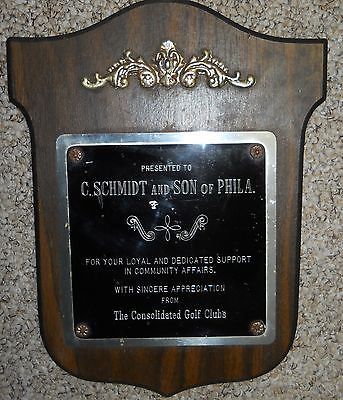 PRESENTED TO
C. SCHMIDT AND SON OF PHILA.
FOR YOUR LOYAL AND DEDICATED SUPPORT
IN COMMUNITY AFFAIRS.
WITH SINCERE APPRECIATION
FROM
The Consolidated Golf Club's